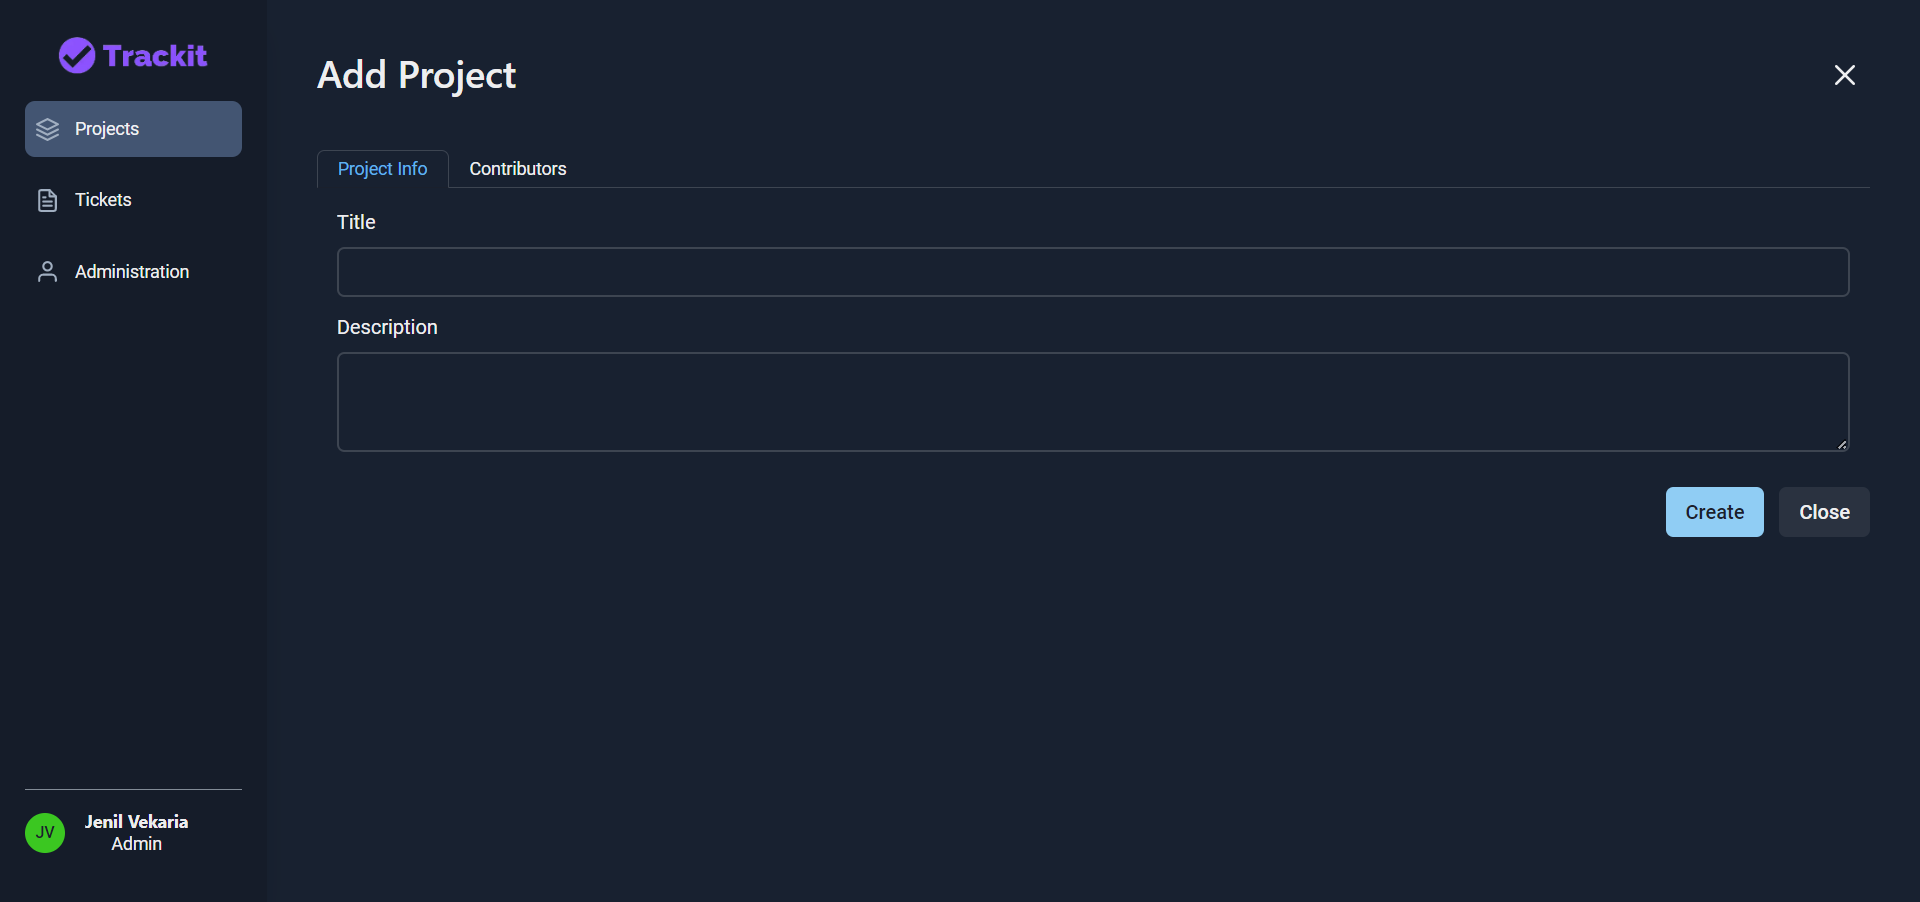 Trackit
Projects
Tickets
Administration
JV
Jenil Vekaria
Admin
Add Project
Project Info
Contributors
Title
Description
Create
Close